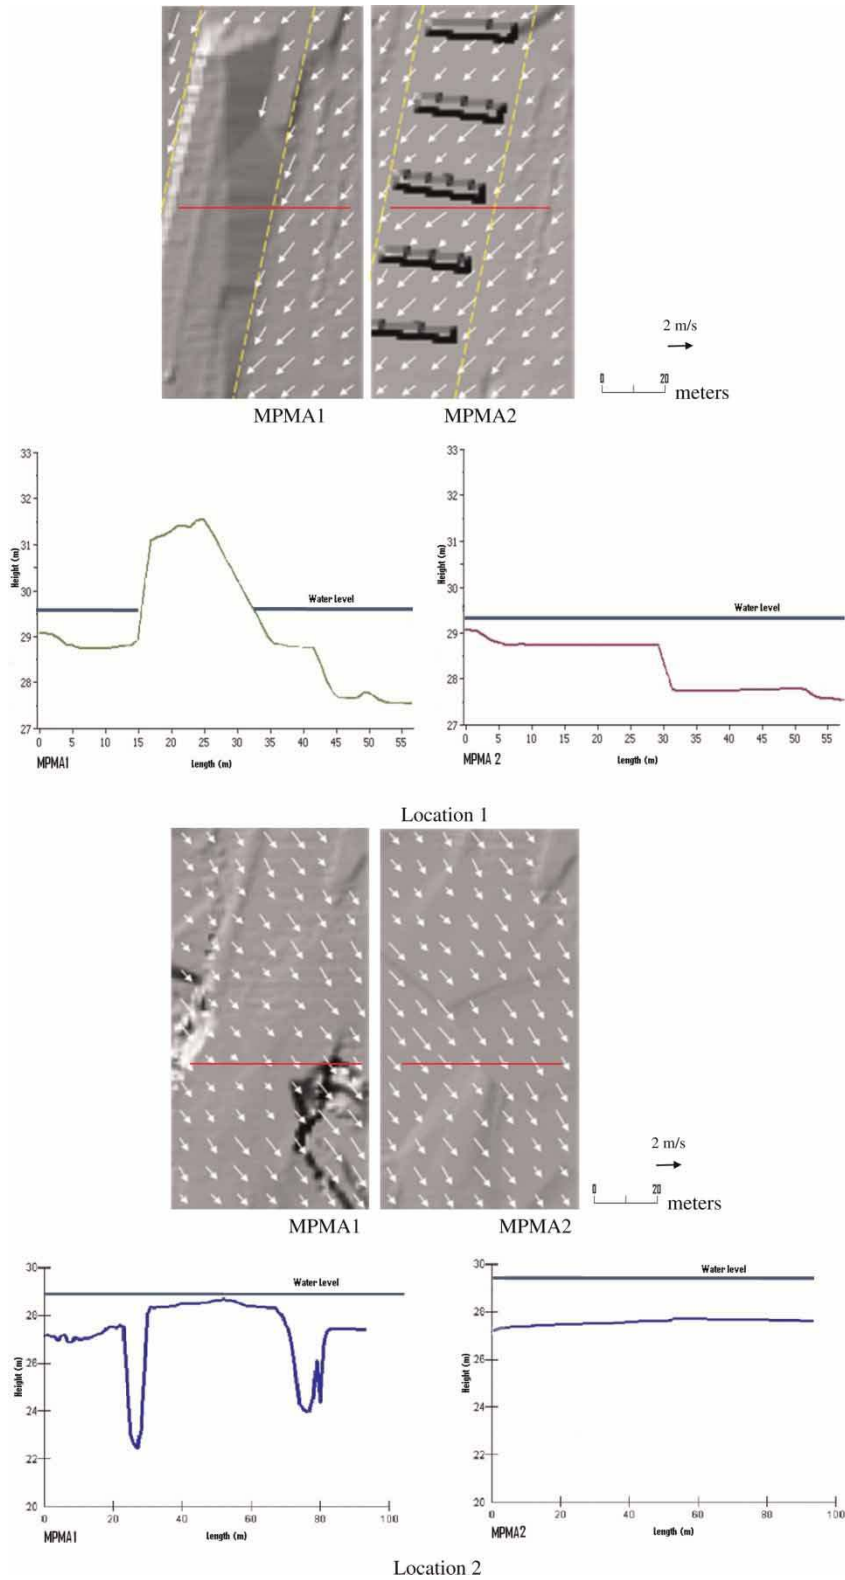 MPMA1 MPMA2
2 m/s
0 20
meters
33
32
31
30
29
28
27
Height (m)
Water level
0 5 10 15 20 25 30 35 40 45 50 55
MPMA1
Length (m)
33
32
31
30
29
28
27
Height (m)
Water level
0 5 10 15 20 25 30 35 40 45 50 55
MPMA 2
Length (m)
Location 1
2 m/s
0 20
meters
MPMA1 MPMA2
30
28
26
24
22
20
Height (m)
Water level
0 20 40 60 80 100
MPMA1
Length (m)
30
28
26
24
22
20
Height (m)
Water level
0 20 40 60 80 100
MPMA2
Length (m)
Location 2